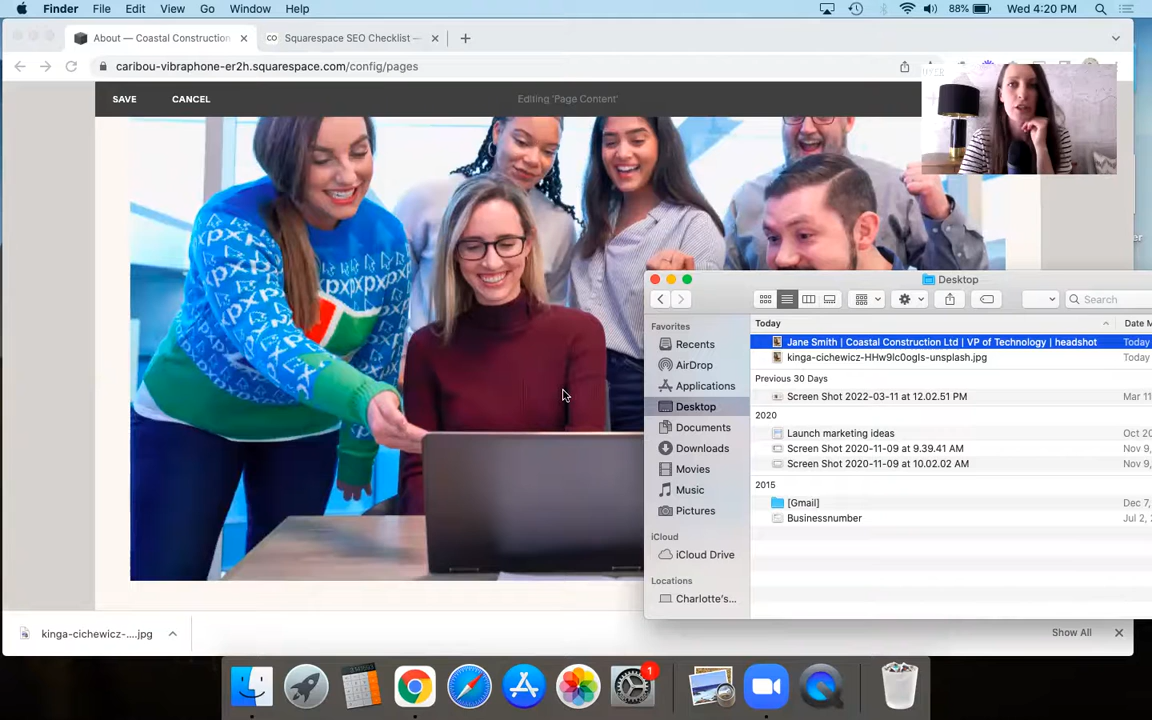 Finder File Edit View Go Window Help 88% Wed 4:20 PM
About — Coastal Construction
Squarespace SEO Checklist —
caribou-vibraphone-er2h.squarespace.com/config/pages
SAVE CANCEL Editing 'Page Content'
Desktop
Search
Favorites
Recents
AirDrop
Applications
Desktop
Documents
Downloads
Movies
Music
Pictures
iCloud
iCloud Drive
Locations
Charlotte's...
Today Date M
Jane Smith | Coastal Construction Ltd | VP of Technology | headshot Today
kinga-cichewicz-HHw9lc0ogIs-unsplash.jpg Today
Previous 30 Days
Screen Shot 2022-03-11 at 12.02.51 PM Mar 11
2020
Launch marketing ideas Oct 20
Screen Shot 2020-11-09 at 9.39.41 AM Nov 9,
Screen Shot 2020-11-09 at 10.02.02 AM Nov 9,
2015
[Gmail] Dec 7,
Businessnumber Jul 2,
kinga-cichewicz-....jpg
Show All
1